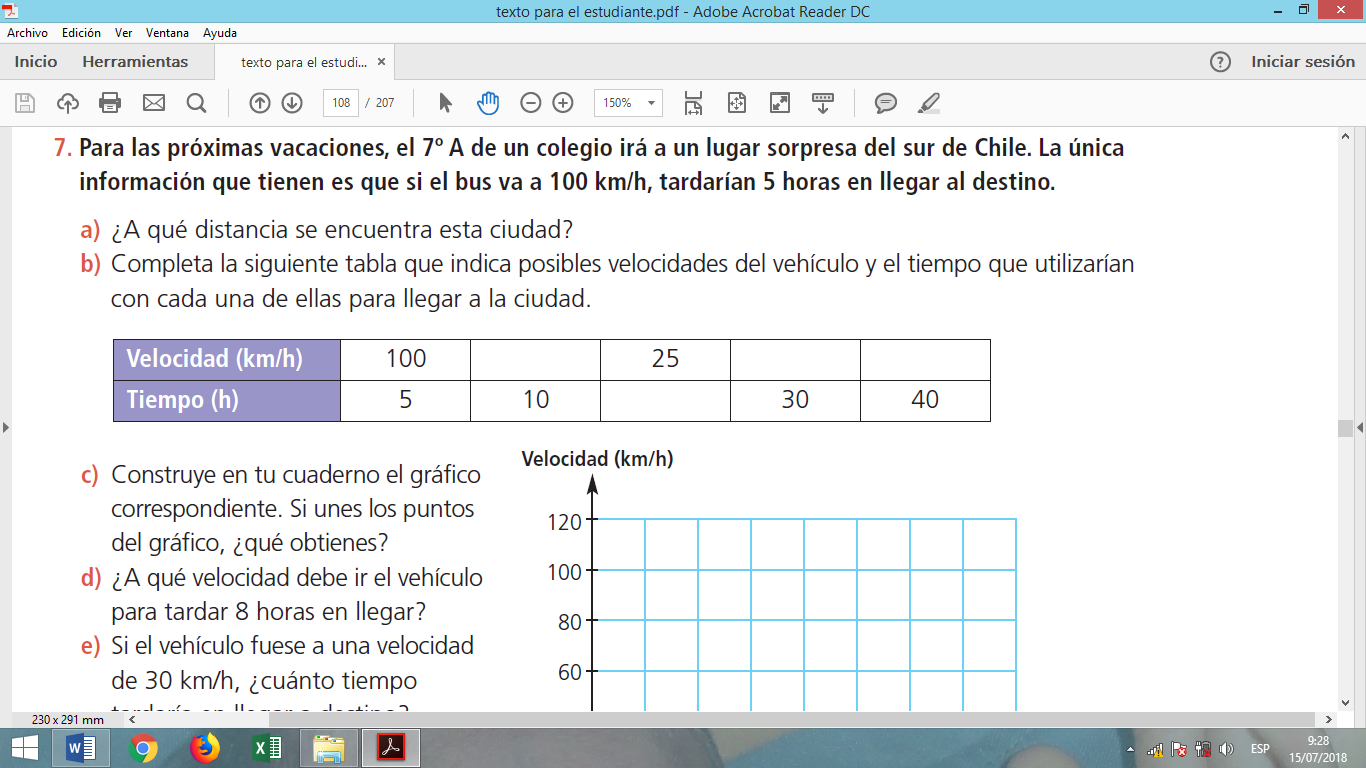 texto para el estudiante.pdf - Adobe Acrobat Reader DC
Archivo Edición Ver Ventana Ayuda
Inicio Herramientas texto para el estudi... × Iniciar sesión
108 / 207 150%
7. Para las próximas vacaciones, el 7º A de un colegio irá a un lugar sorpresa del sur de Chile. La única
información que tienen es que si el bus va a 100 km/h, tardarían 5 horas en llegar al destino.
a) ¿A qué distancia se encuentra esta ciudad?
b) Completa la siguiente tabla que indica posibles velocidades del vehículo y el tiempo que utilizarían
con cada una de ellas para llegar a la ciudad.
Velocidad (km/h) 100 25
Tiempo (h) 5 10 30 40
c) Construye en tu cuaderno el gráfico
correspondiente. Si unes los puntos
del gráfico, ¿qué obtienes?
d) ¿A qué velocidad debe ir el vehículo
para tardar 8 horas en llegar?
e) Si el vehículo fuese a una velocidad
de 30 km/h, ¿cuánto tiempo
tardaría en llegar a destino?
Velocidad (km/h)
120
100
80
60
230 x 291 mm
ESP
9:28
15/07/2018